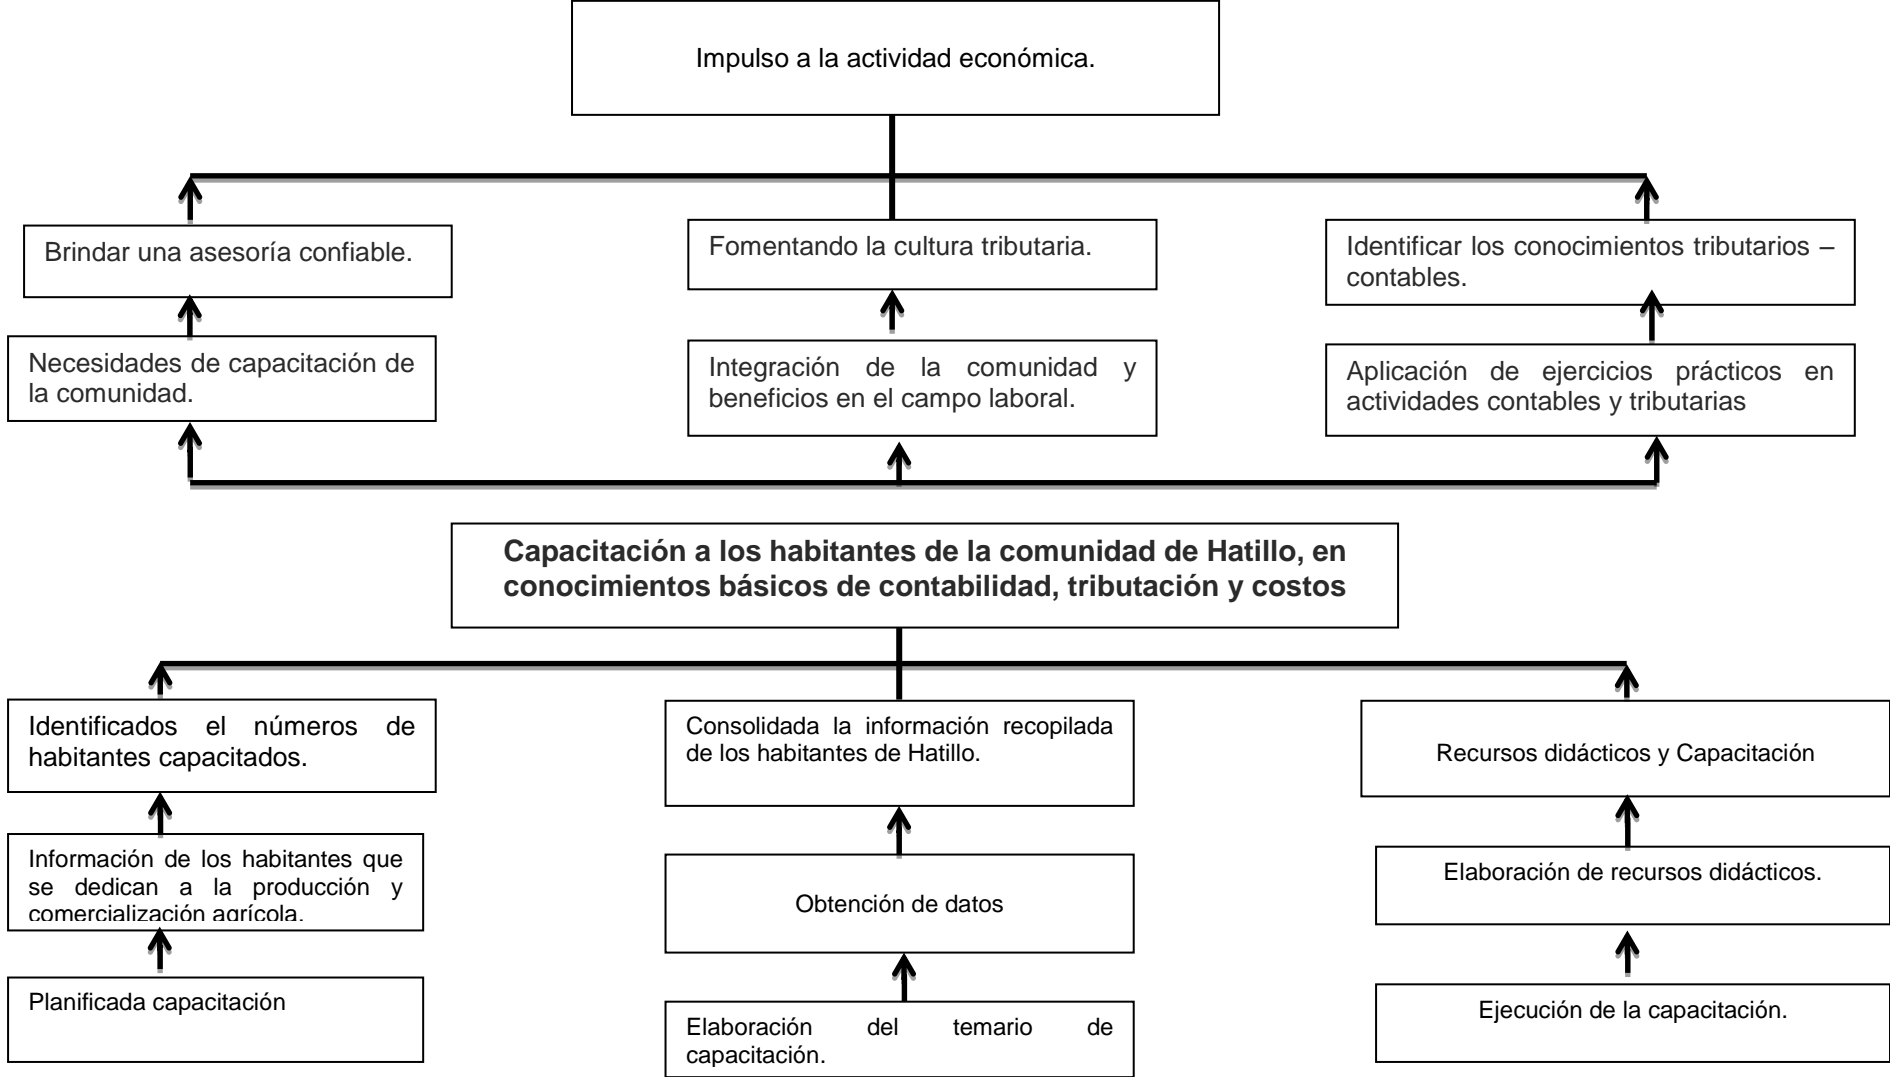 Impulso a la actividad económica.
Brindar una asesoría confiable.
Fomentando la cultura tributaria.
Identificar los conocimientos tributarios –
contables.
Necesidades de capacitación de
la comunidad.
Integración de la comunidad y
beneficios en el campo laboral.
Aplicación de ejercicios prácticos en
actividades contables y tributarias
Capacitación a los habitantes de la comunidad de Hatillo, en
conocimientos básicos de contabilidad, tributación y costos
Identificados el números de
habitantes capacitados.
Consolidada la información recopilada
de los habitantes de Hatillo.
Recursos didácticos y Capacitación
Información de los habitantes que
se dedican a la producción y
comercialización agrícola.
Obtención de datos
Elaboración de recursos didácticos.
Planificada capacitación
Elaboración del temario de
capacitación.
Ejecución de la capacitación.